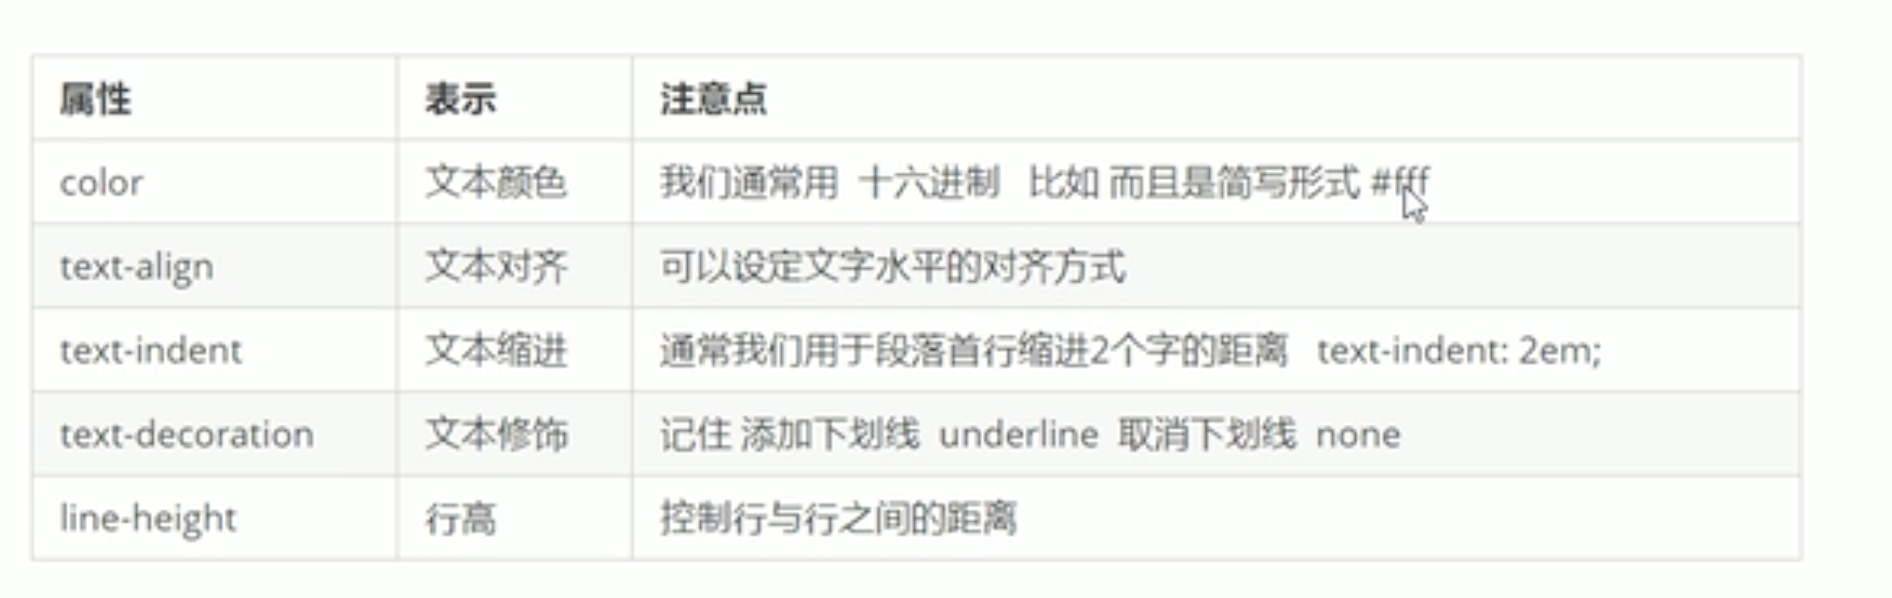 属性 表示 注意点
color 文本颜色 我们通常用 十六进制 比如 而且是简写形式 #fff
text-align 文本对齐 可以设定文字水平的对齐方式
text-indent 文本缩进 通常我们用于段落首行缩进2个字的距离 text-indent: 2em;
text-decoration 文本修饰 记住 添加下划线 underline 取消下划线 none
line-height 行高 控制行与行之间的距离